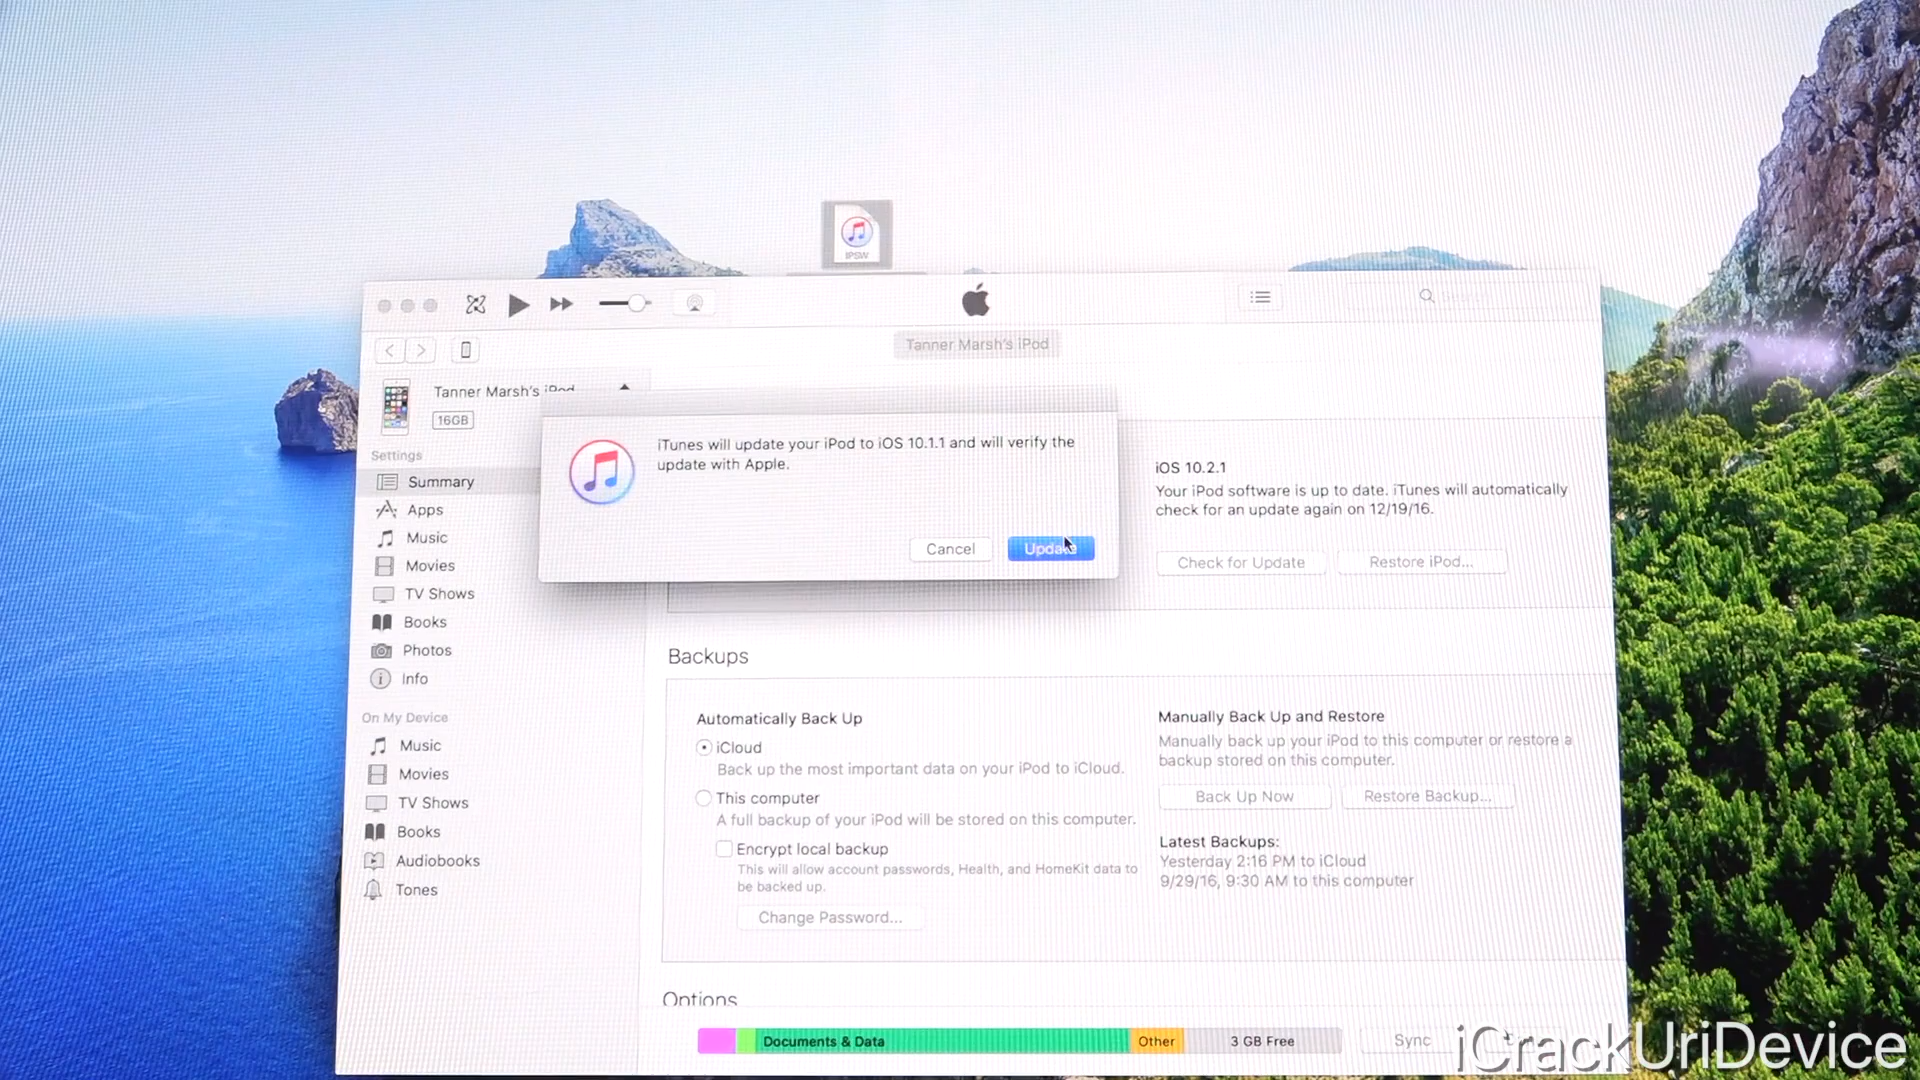 IPSW
Tanner Marsh's iPod
Tanner Marsh's iPod
16GB
Settings
Summary
Apps
Music
Movies
TV Shows
Books
Photos
Info
On My Device
Music
Movies
TV Shows
Books
Audiobooks
Tones
iTunes will update your iPod to iOS 10.1.1 and will verify the
update with Apple.
Cancel
Update
iOS 10.2.1
Your iPod software is up to date. iTunes will automatically
check for an update again on 12/19/16.
Check for Update
Restore iPod...
Backups
Automatically Back Up
iCloud
Back up the most important data on your iPod to iCloud.
This computer
A full backup of your iPod will be stored on this computer.
Encrypt local backup
This will allow account passwords, Health, and HomeKit data to
be backed up.
Change Password...
Manually Back Up and Restore
Manually back up your iPod to this computer or restore a
backup stored on this computer.
Back Up Now
Restore Backup...
Latest Backups:
Yesterday 2:16 PM to iCloud
9/29/16, 9:30 AM to this computer
Options
Documents & Data
Other
3 GB Free
Sync
iCrackUriDevice